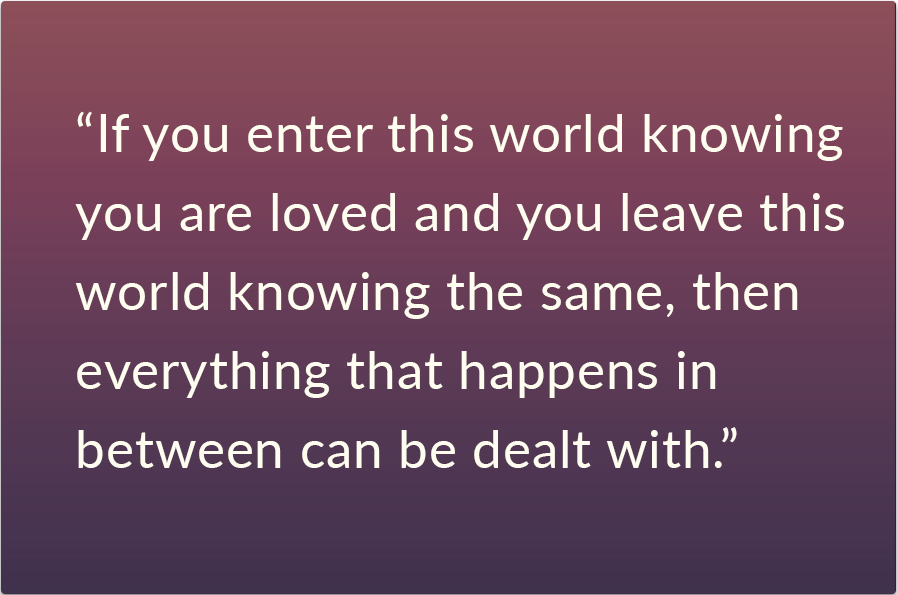 “If you enter this world knowing
you are loved and you leave this
world knowing the same, then
everything that happens in
between can be dealt with.”